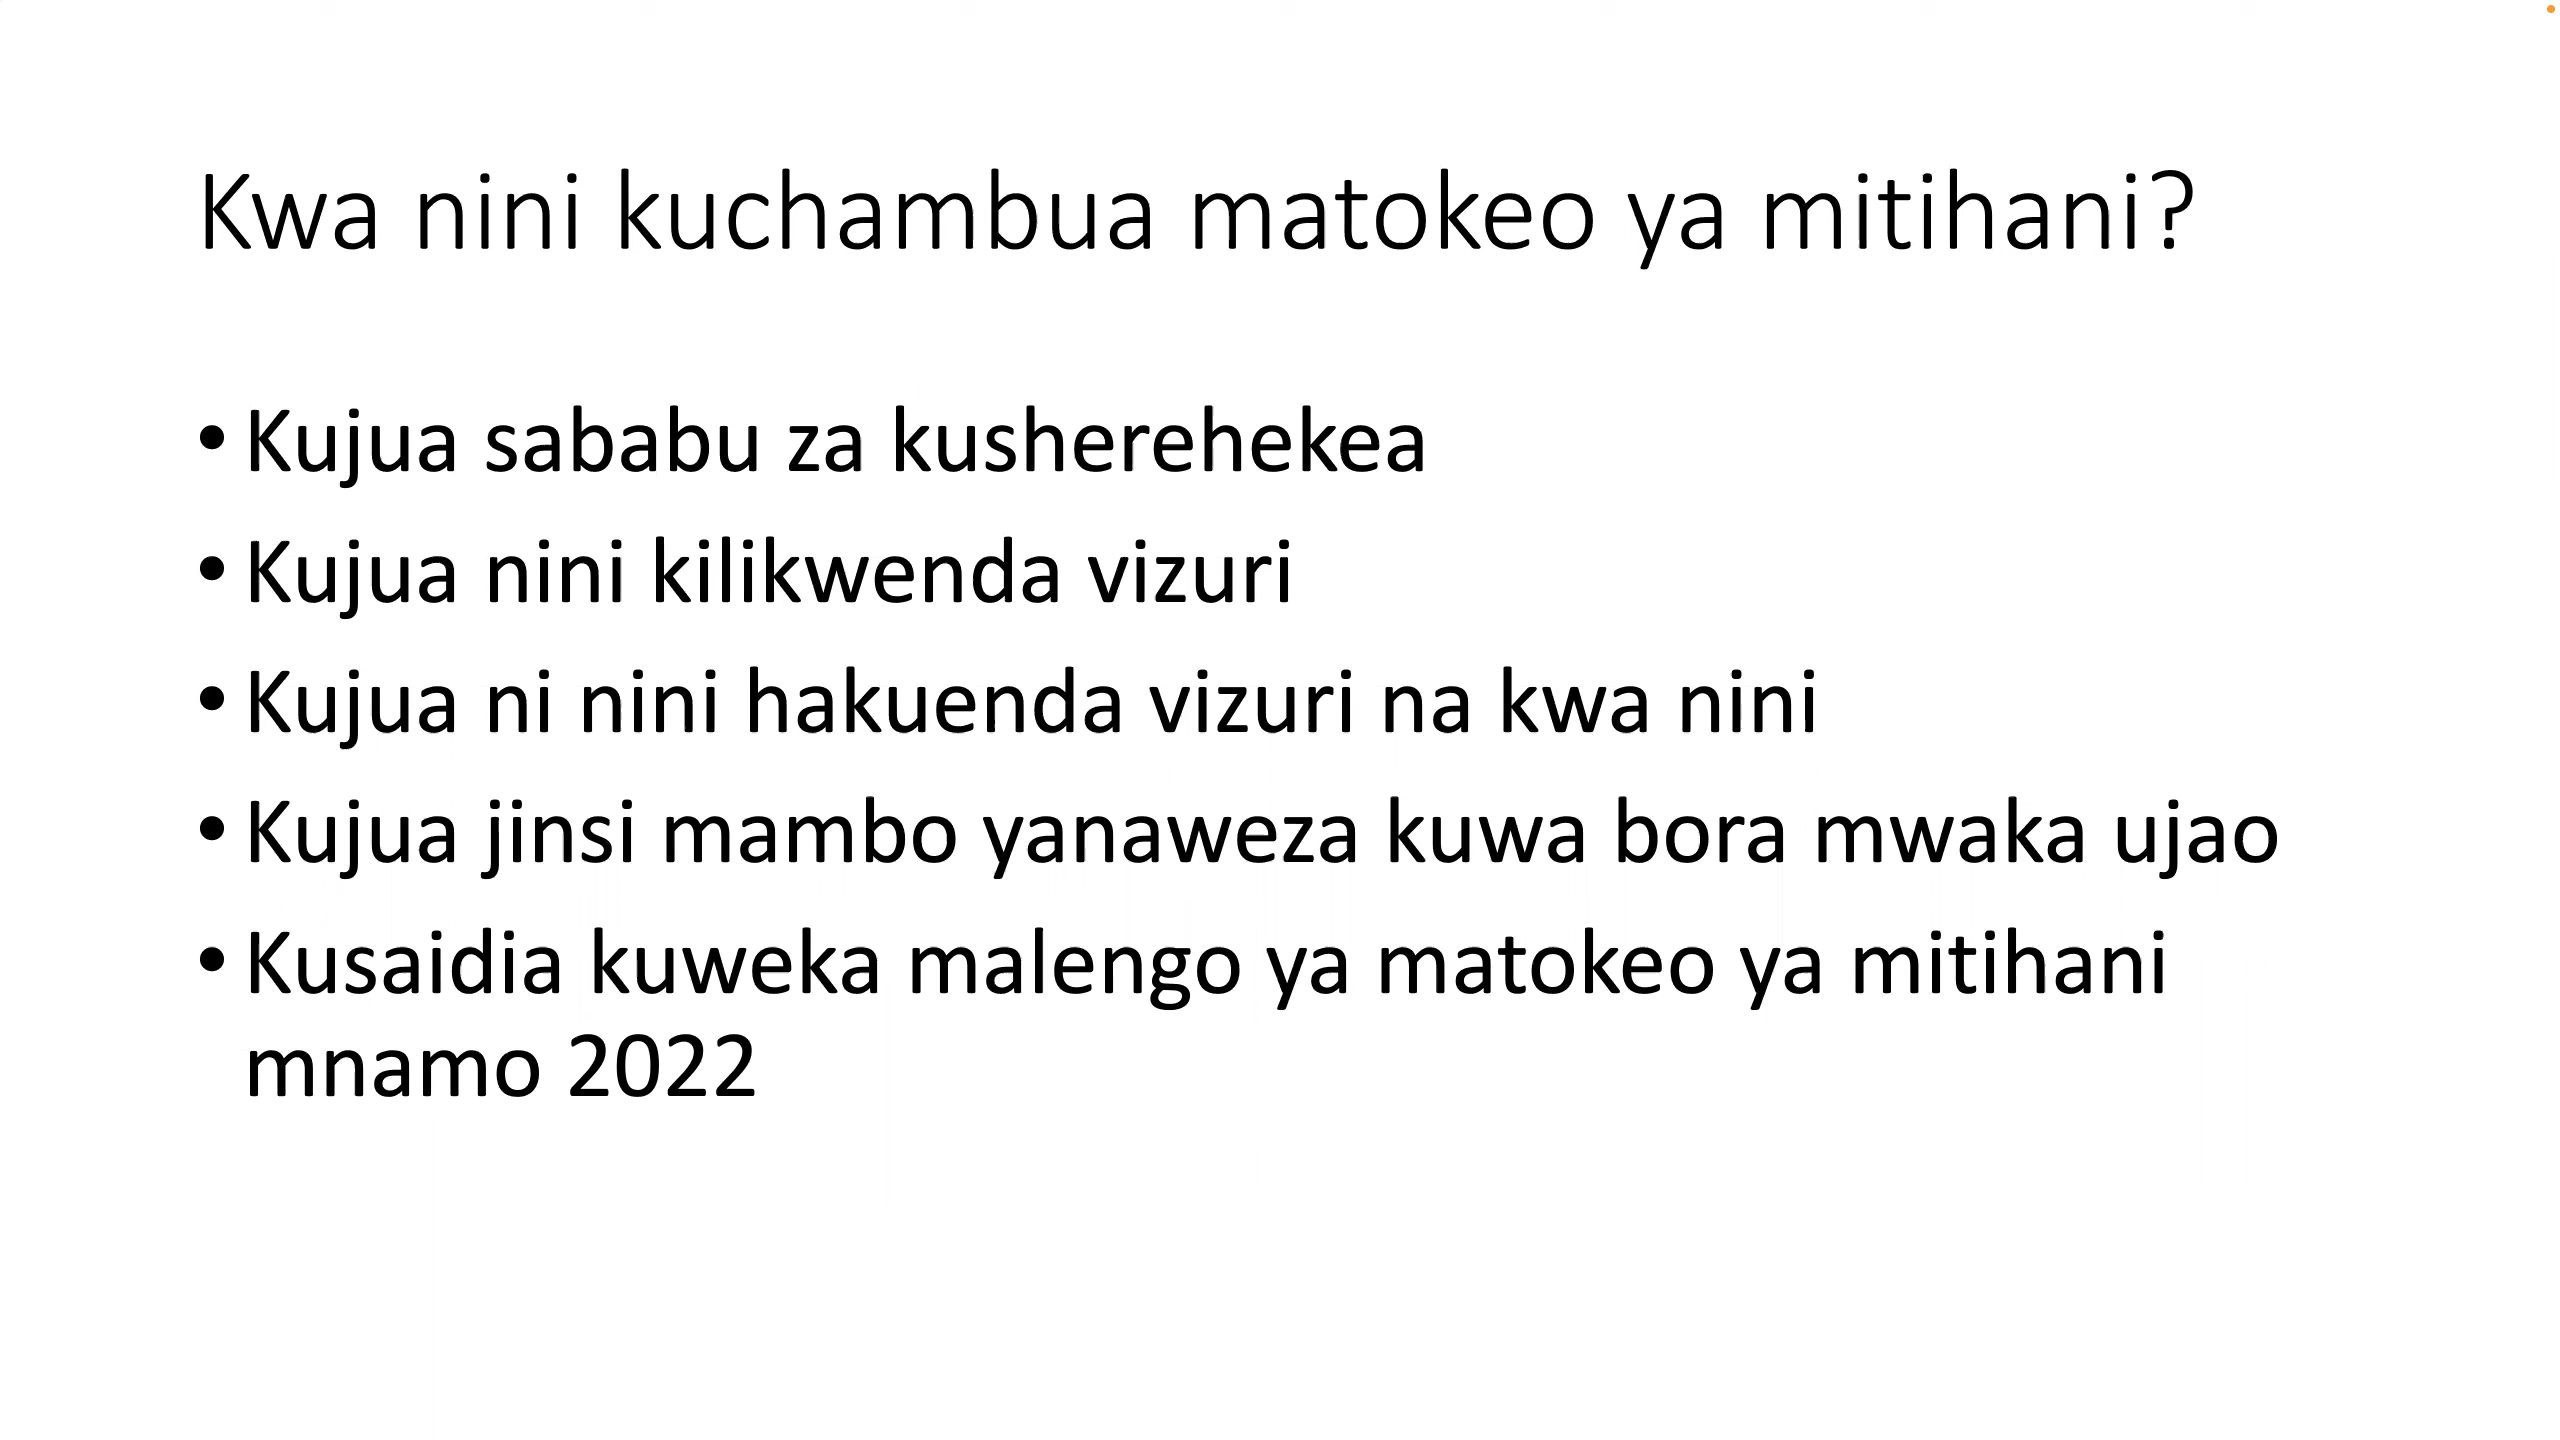 Kwa nini kuchambua matokeo ya mitihani?
• Kujua sababu za kusherehekea
• Kujua nini kilikwenda vizuri
• Kujua ni nini hakuenda vizuri na kwa nini
• Kujua jinsi mambo yanaweza kuwa bora mwaka ujao
• Kusaidia kuweka malengo ya matokeo ya mitihani
mnamo 2022